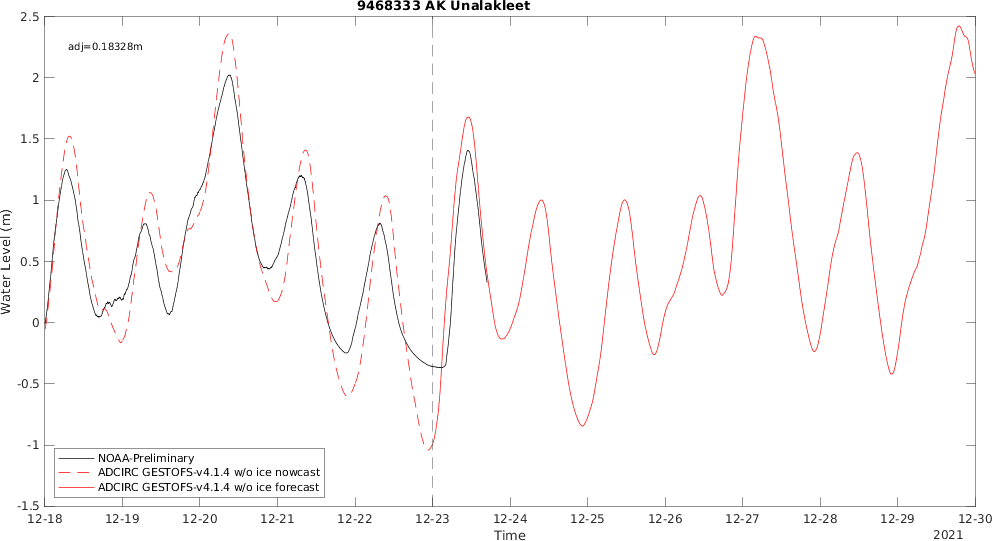 9468333 AK Unalakleet
adj=0.18328m
2.5
2
1.5
1
0.5
0
-0.5
-1
-1.5
Water Level (m)
NOAA-Preliminary
ADCIRC GESTOFS-v4.1.4 w/o ice nowcast
ADCIRC GESTOFS-v4.1.4 w/o ice forecast
12-18 12-19 12-20 12-21 12-22 12-23 12-24 12-25 12-26 12-27 12-28 12-29 12-30
Time
2021